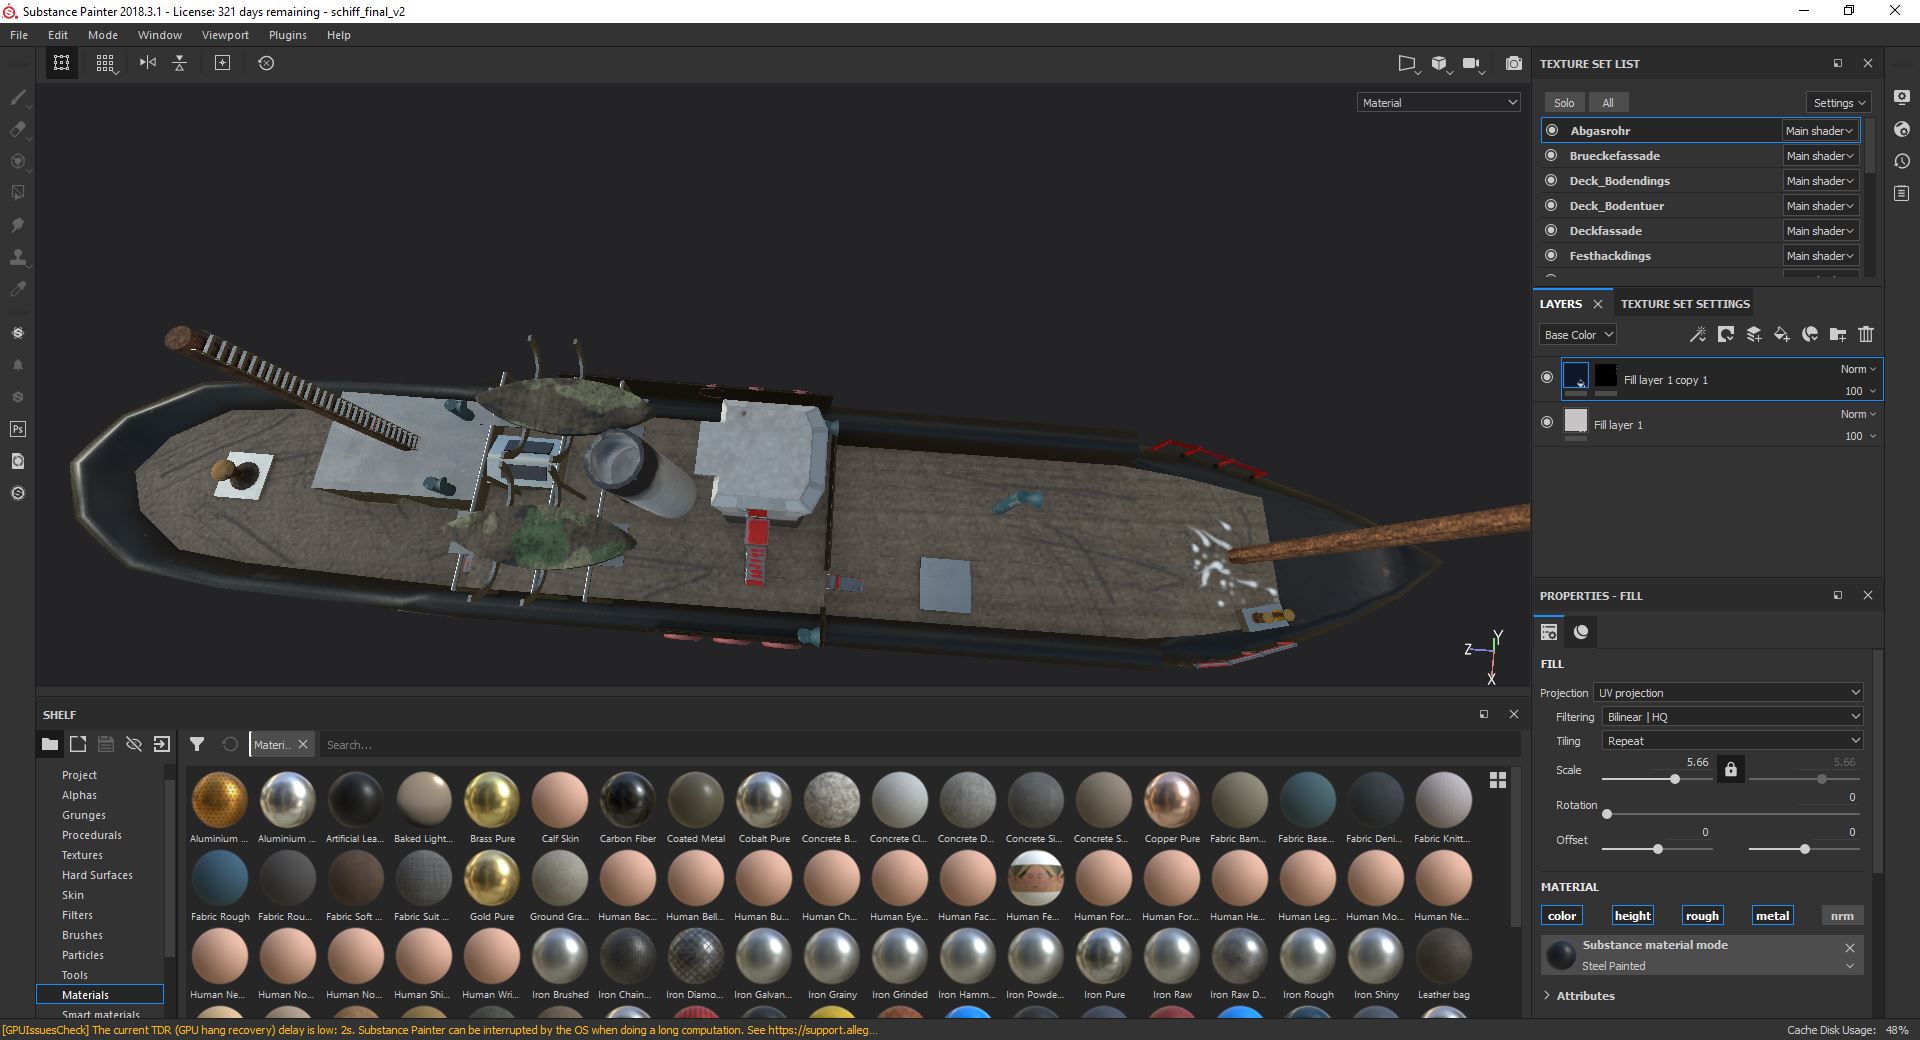 Substance Painter 2018.3.1 - License: 321 days remaining - schiff_final_v2
File Edit Mode Window Viewport Plugins Help
Material
Z Y X
TEXTURE SET LIST
Solo All Settings
Abgasrohr Main shader
Brueckefassade Main shader
Deck_Bodendings Main shader
Deck_Bodentuer Main shader
Deckfassade Main shader
Festhackdings Main shader
LAYERS TEXTURE SET SETTINGS
Base Color
Fill layer 1 copy 1 Norm 100
Fill layer 1 Norm 100
PROPERTIES - FILL
FILL
Projection UV projection
Filtering Bilinear | HQ
Tiling Repeat
Scale 5.66 5.66
Rotation 0
Offset 0 0
MATERIAL
color height rough metal nrm
Substance material mode
Steel Painted
Attributes
SHELF
Materi.. Search...
Project
Alphas
Grunges
Procedurals
Textures
Hard Surfaces
Skin
Filters
Brushes
Particles
Tools
Materials
Smart materials
Aluminium ... Aluminium ... Artificial Lea... Baked Light... Brass Pure Calf Skin Carbon Fiber Coated Metal Cobalt Pure Concrete B... Concrete Cl... Concrete D... Concrete Si... Concrete S... Copper Pure Fabric Bam... Fabric Base... Fabric Deni... Fabric Knitt...
Fabric Rough Fabric Rou... Fabric Soft ... Fabric Suit ... Gold Pure Ground Gra... Human Bac... Human Bell... Human Bu... Human Ch... Human Eye... Human Fac... Human Fe... Human For... Human For... Human He... Human Leg... Human Mo... Human Ne...
Human Ne... Human No... Human No... Human Shi... Human Wri... Iron Brushed Iron Chain... Iron Diamo... Iron Galvan... Iron Grainy Iron Grinded Iron Hamm... Iron Powde... Iron Pure Iron Raw Iron Raw D... Iron Rough Iron Shiny Leather bag
[GPUIssuesCheck] The current TDR (GPU hang recovery) delay is low: 2s. Substance Painter can be interrupted by the OS when doing a long computation. See https://support.alleg...
Cache Disk Usage: 48%